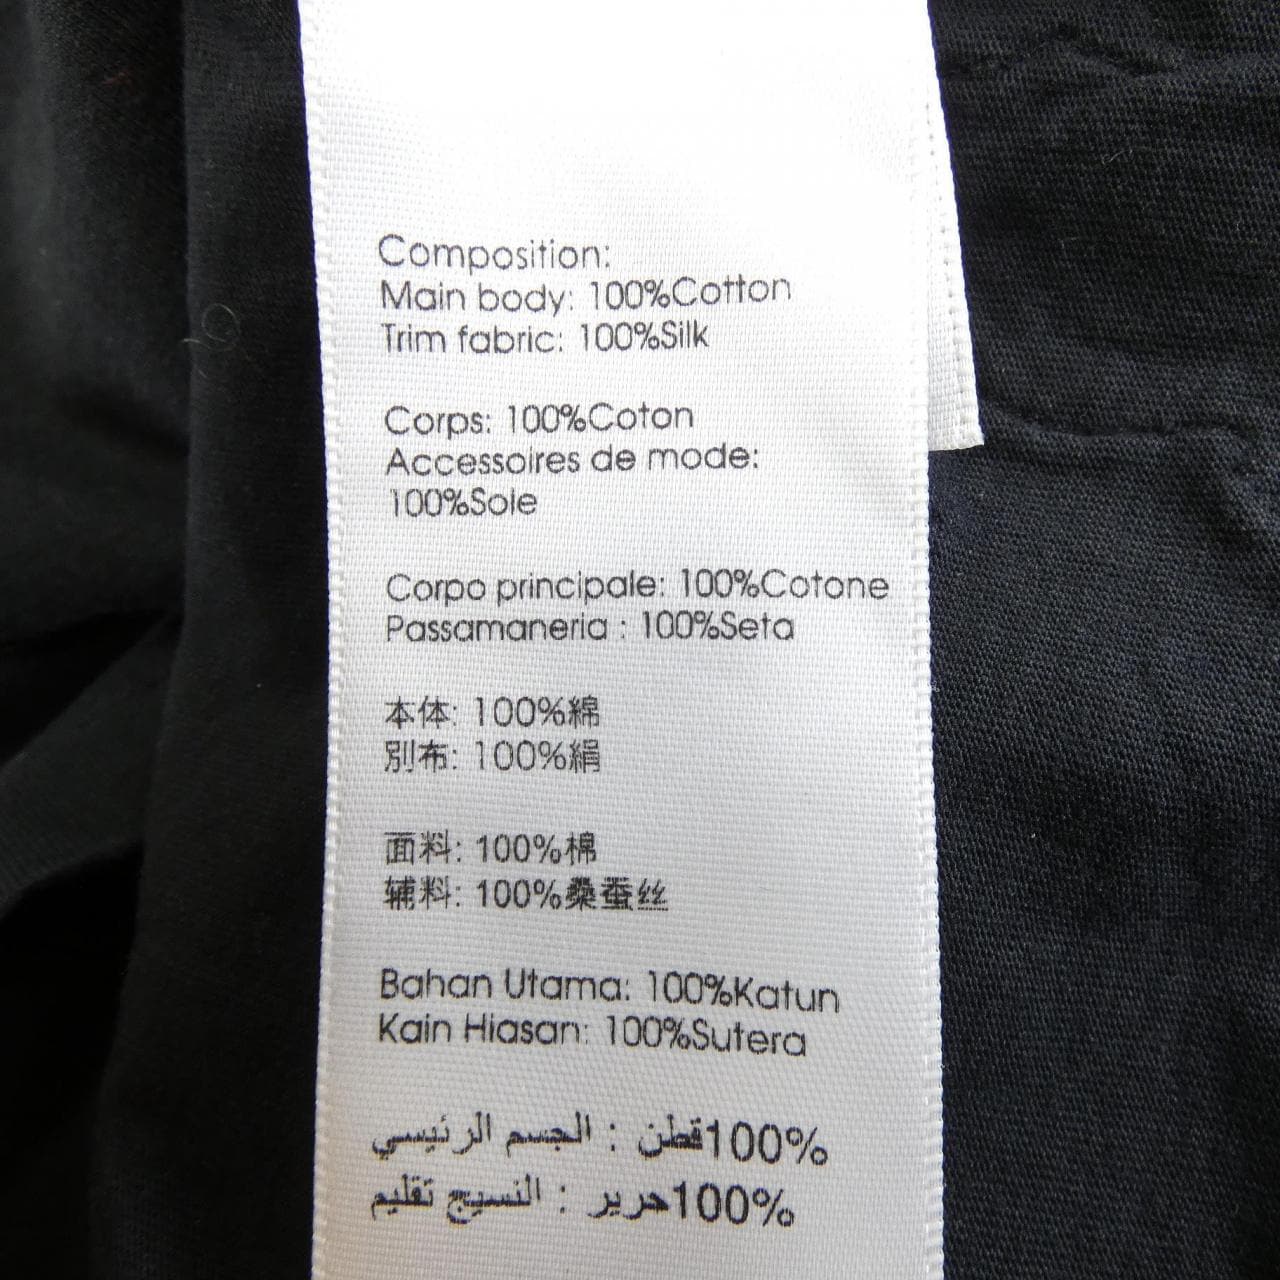 Composition:
Main body: 100%Cotton
Trim fabric: 100%Silk
Corps: 100%Coton
Accessoires de mode:
100%Soie
Corpo principale: 100%Cotone
Passamaneria : 100%Seta
本体: 100%綿
別布: 100%絹
面料: 100%棉
辅料: 100%桑蚕丝
Bahan Utama: 100%Katun
Kain Hiasan: 100%Sutera
100%قطن : الجسم الرئيسي
100%حرير : النسيج تقليم